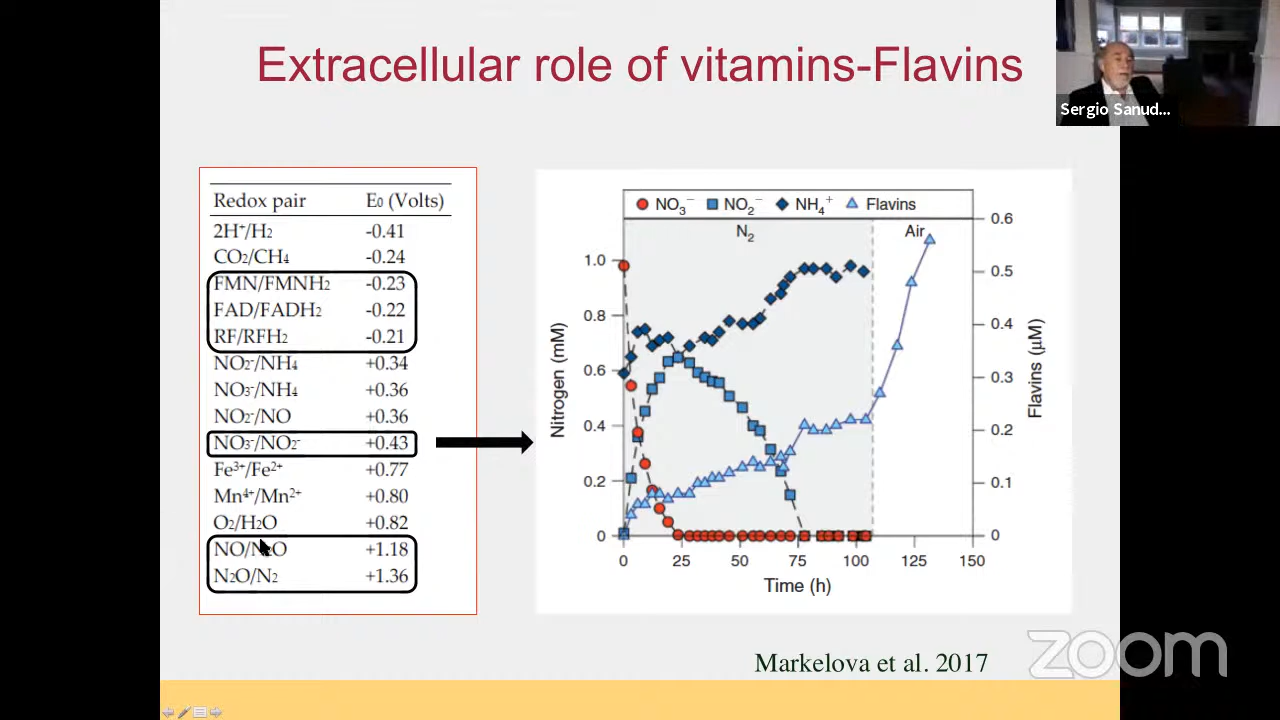 Extracellular role of vitamins-Flavins
Sergio Sanud...
Redox pair E₀ (Volts)
2H⁺/H₂ -0.41
CO₂/CH₄ -0.24
FMN/FMNH₂ -0.23
FAD/FADH₂ -0.22
RF/RFH₂ -0.21
NO₂⁻/NH₄ +0.34
NO₃⁻/NH₄ +0.36
NO₂⁻/NO +0.36
NO₃⁻/NO₂⁻ +0.43
Fe³⁺/Fe²⁺ +0.77
Mn⁴⁺/Mn²⁺ +0.80
O₂/H₂O +0.82
NO/N₂O +1.18
N₂O/N₂ +1.36
NO₃⁻ NO₂⁻ NH₄⁺ Flavins
N₂ Air
Nitrogen (mM)
1.0
0.8
0.6
0.4
0.2
0
0.6
0.5
0.4
0.3
0.2
0.1
0
Flavins (μM)
0 25 50 75 100 125 150
Time (h)
Markelova et al. 2017
zoom